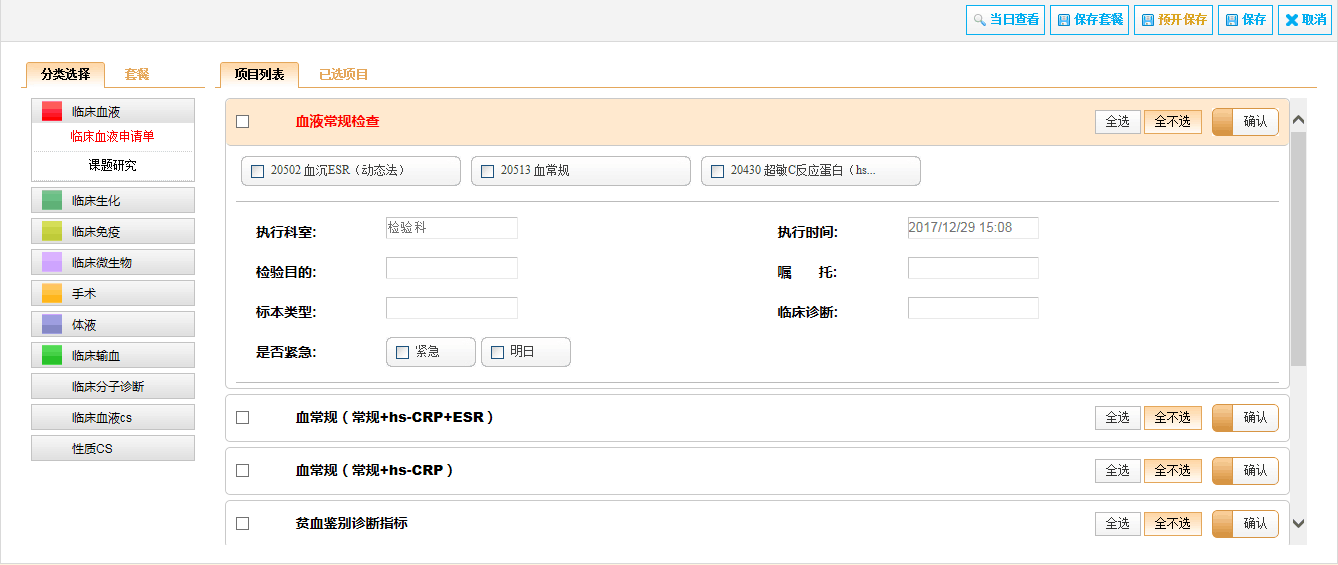 当日查看 保存套餐 预开保存 保存 取消
分类选择 套餐
临床血液
临床血液申请单
课题研究
临床生化
临床免疫
临床微生物
手术
体液
临床输血
临床分子诊断
临床血液cs
性质CS
项目列表 已选项目
血液常规检查 全选 全不选 确认
20502 血沉ESR（动态法） 20513 血常规 20430 超敏C反应蛋白（hs...
执行科室: 检验科 执行时间: 2017/12/29 15:08
检验目的: 嘱 托:
标本类型: 临床诊断:
是否紧急: 紧急 明日
血常规（常规+hs-CRP+ESR） 全选 全不选 确认
血常规（常规+hs-CRP） 全选 全不选 确认
贫血鉴别诊断指标 全选 全不选 确认